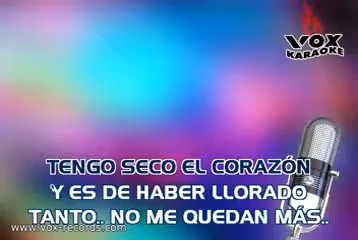 VOX
KARAOKE
TENGO SECO EL CORAZÓN
Y ES DE HABER LLORADO
TANTO.. NO ME QUEDAN MÁS..
www.vox-records.com